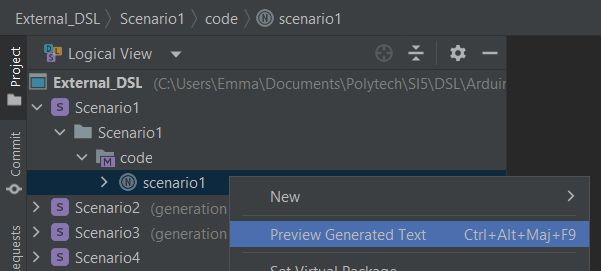 External_DSL Scenario1 code scenario1
Project
Commit
equests
Logical View
External_DSL (C:\Users\Emma\Documents\Polytech\SI5\DSL\Arduin
S Scenario1
Scenario1
M code
N scenario1
S Scenario2 (generation
S Scenario3 (generation
S Scenario4
New
Preview Generated Text Ctrl+Alt+Maj+F9
Set Virtual Package